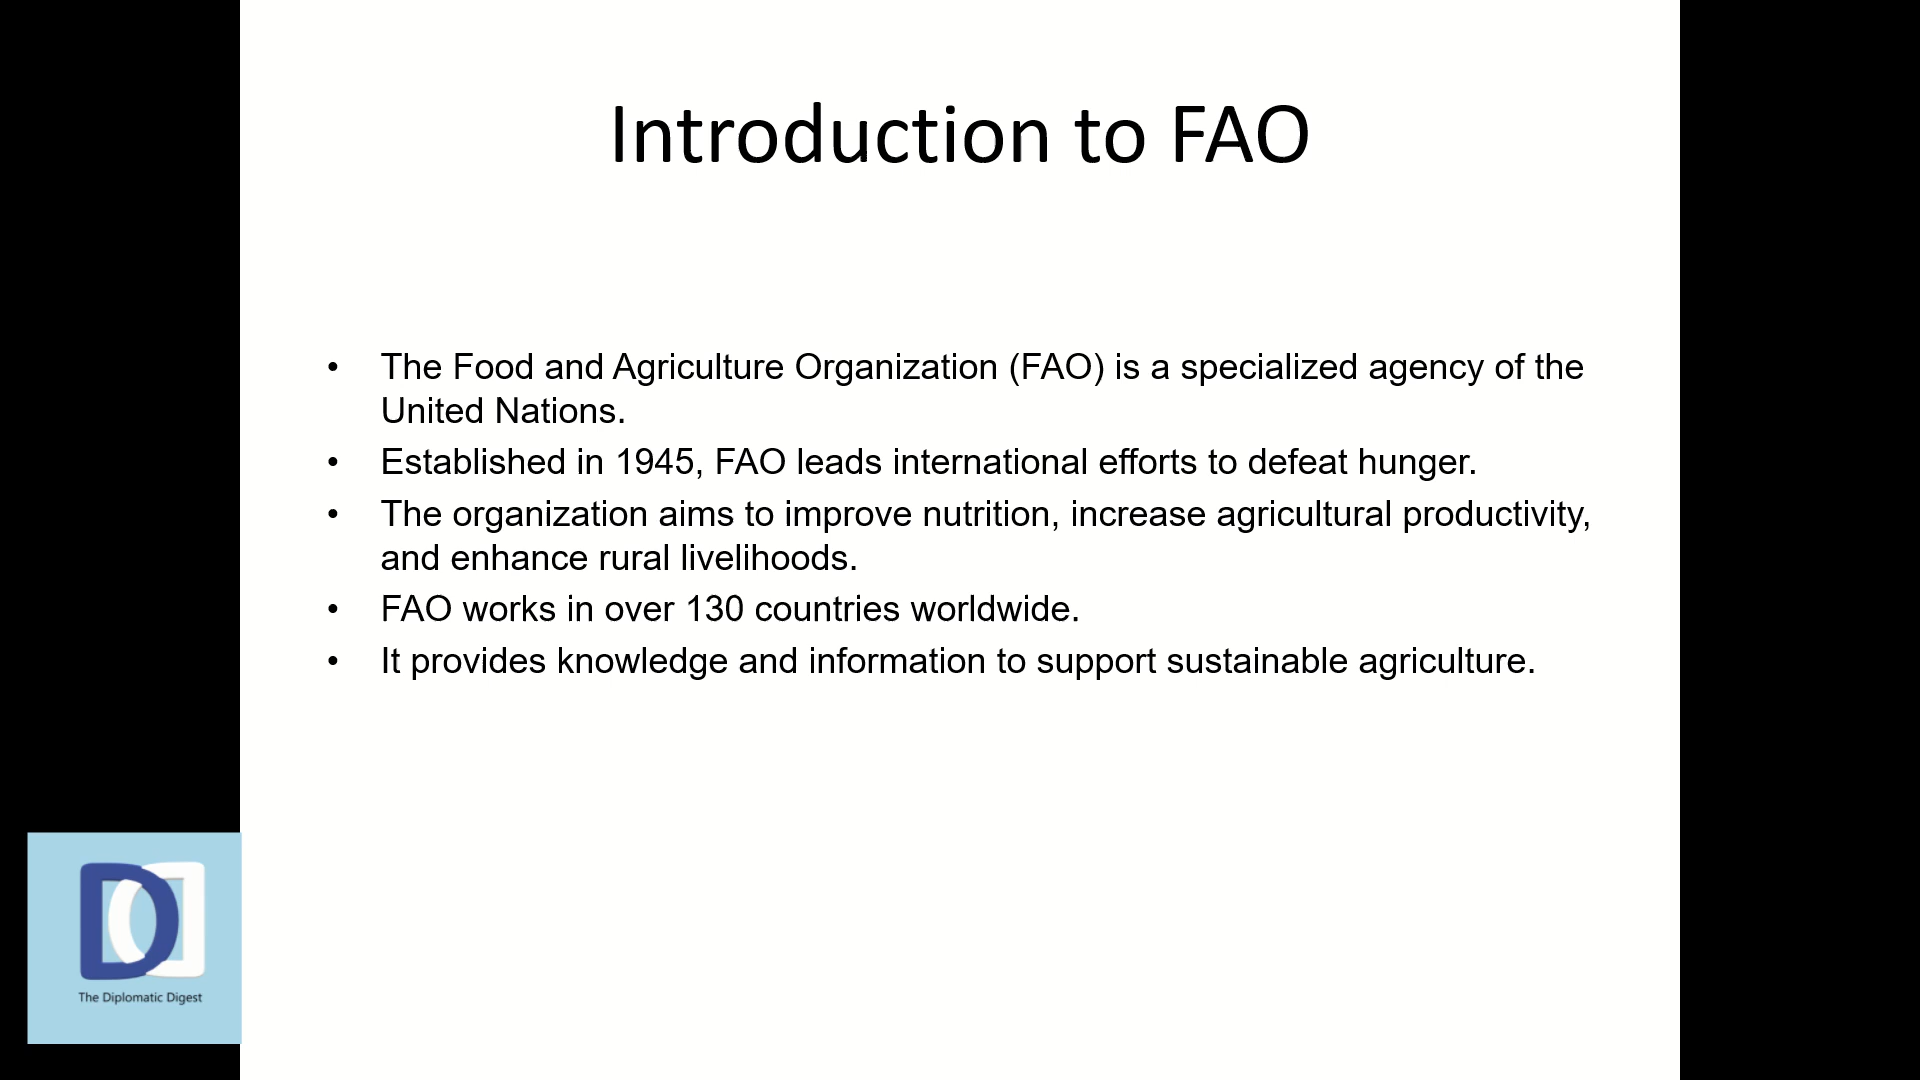 Introduction to FAO
• The Food and Agriculture Organization (FAO) is a specialized agency of the
United Nations.
• Established in 1945, FAO leads international efforts to defeat hunger.
• The organization aims to improve nutrition, increase agricultural productivity,
and enhance rural livelihoods.
• FAO works in over 130 countries worldwide.
• It provides knowledge and information to support sustainable agriculture.
The Diplomatic Digest